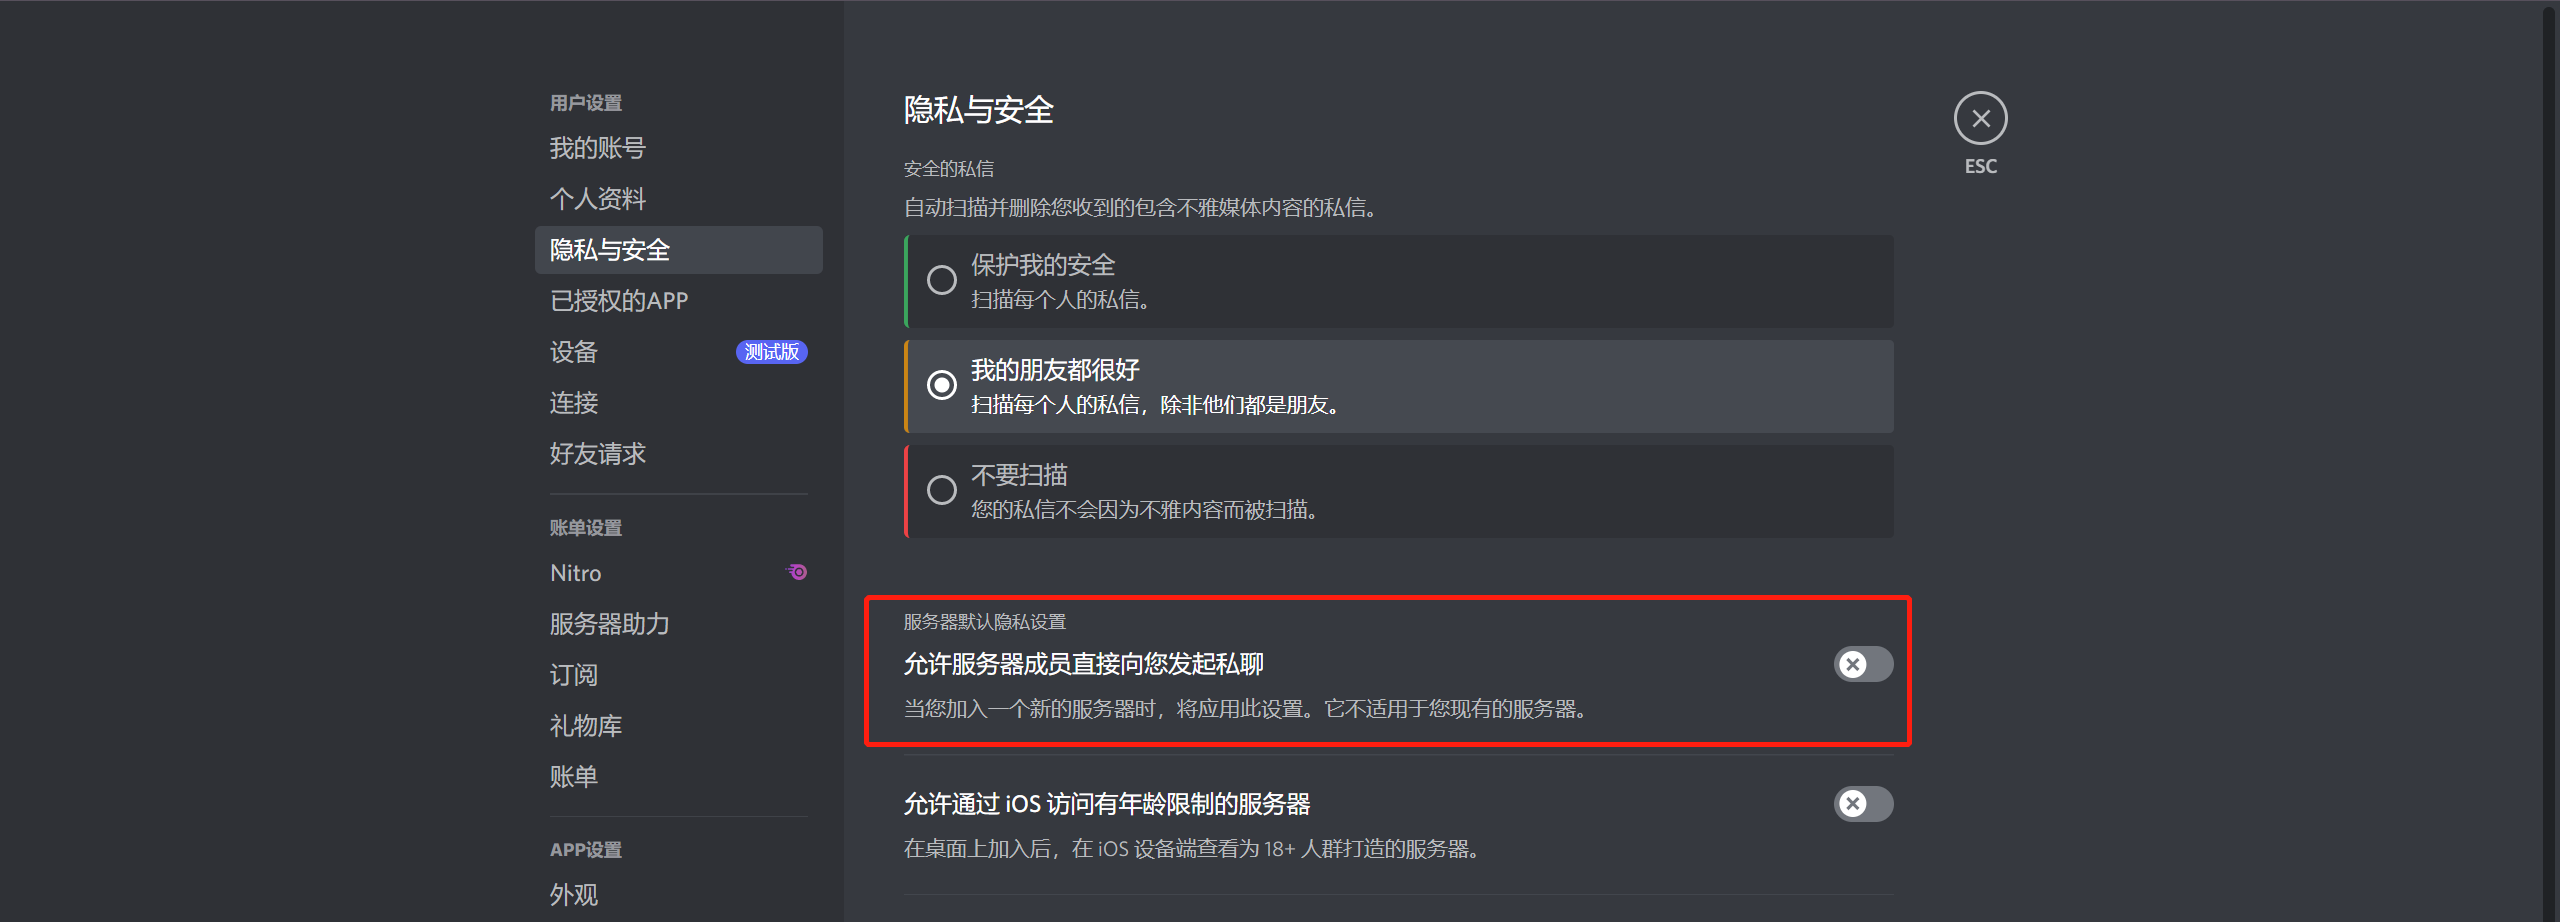 用户设置
我的账号
个人资料
隐私与安全
已授权的APP
设备
测试版
连接
好友请求
账单设置
Nitro
服务器助力
订阅
礼物库
账单
APP设置
外观
隐私与安全
安全的私信
自动扫描并删除您收到的包含不雅媒体内容的私信。
保护我的安全
扫描每个人的私信。
我的朋友都很好
扫描每个人的私信，除非他们都是朋友。
不要扫描
您的私信不会因为不雅内容而被扫描。
服务器默认隐私设置
允许服务器成员直接向您发起私聊
当您加入一个新的服务器时，将应用此设置。它不适用于您现有的服务器。
允许通过 iOS 访问有年龄限制的服务器
在桌面上加入后，在 iOS 设备端查看为 18+ 人群打造的服务器。
ESC